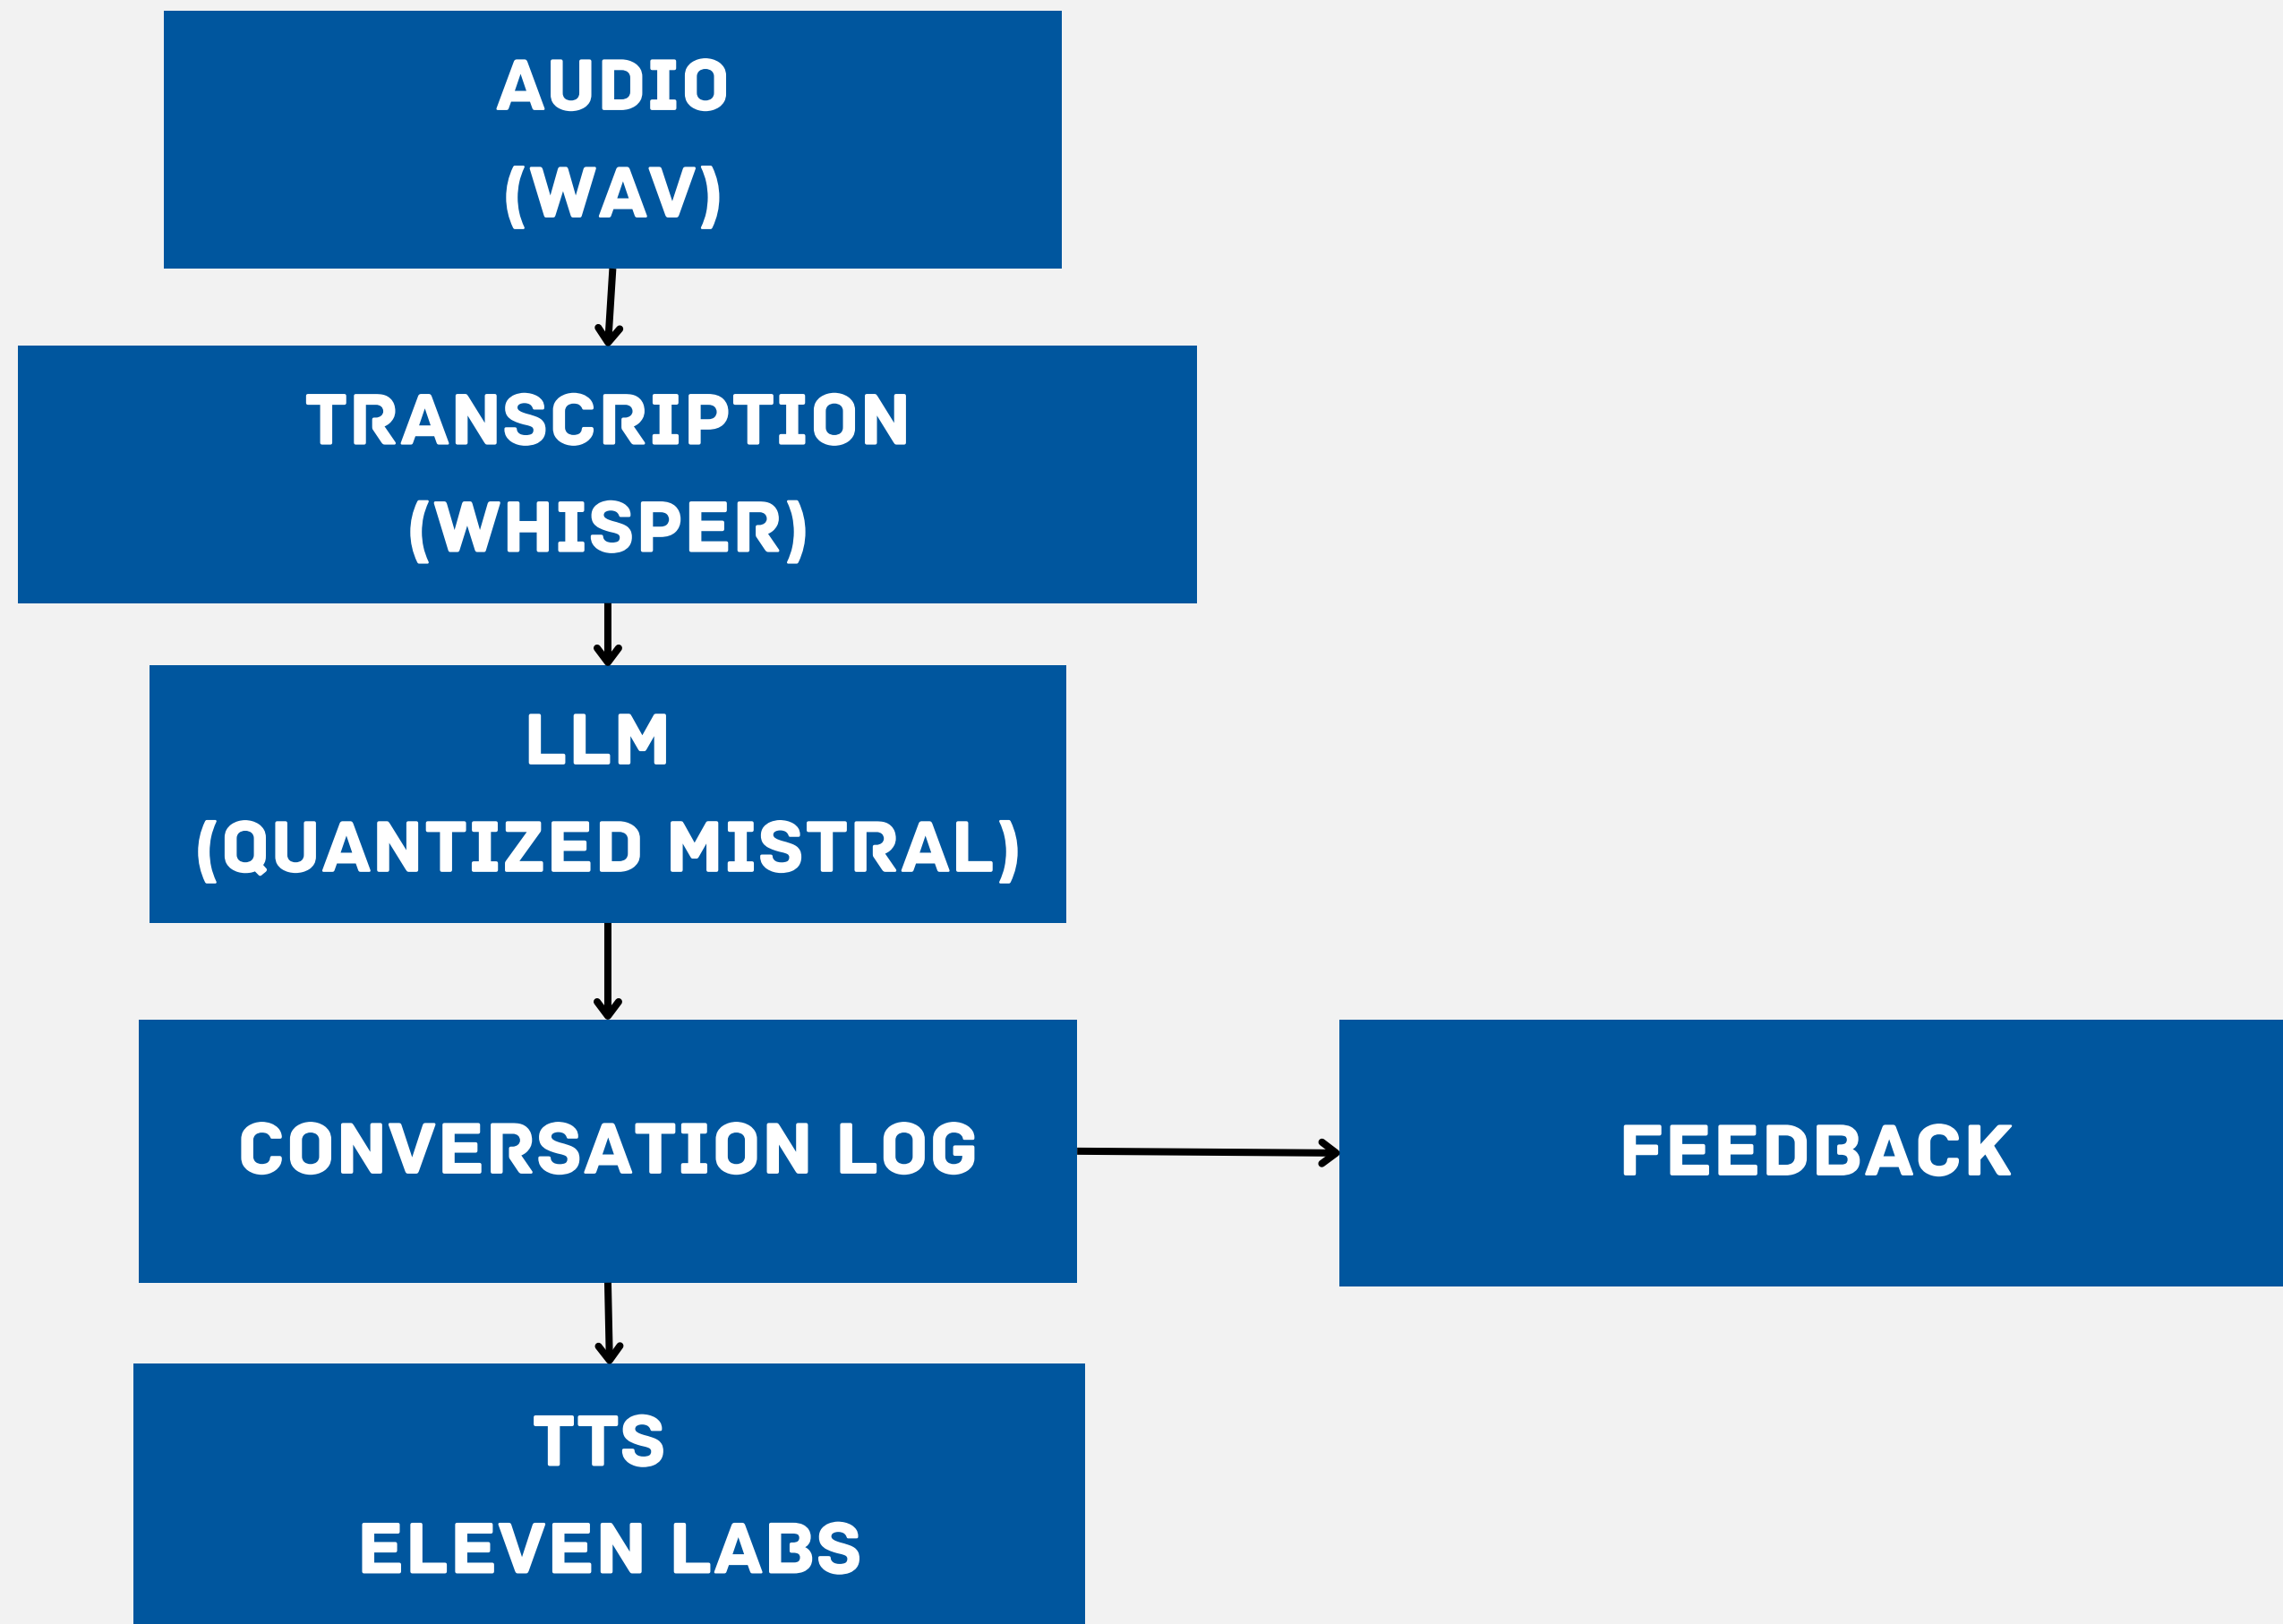 AUDIO
(WAV)
TRANSCRIPTION
(WHISPER)
LLM
(QUANTIZED MISTRAL)
CONVERSATION LOG
FEEDBACK
TTS
ELEVEN LABS